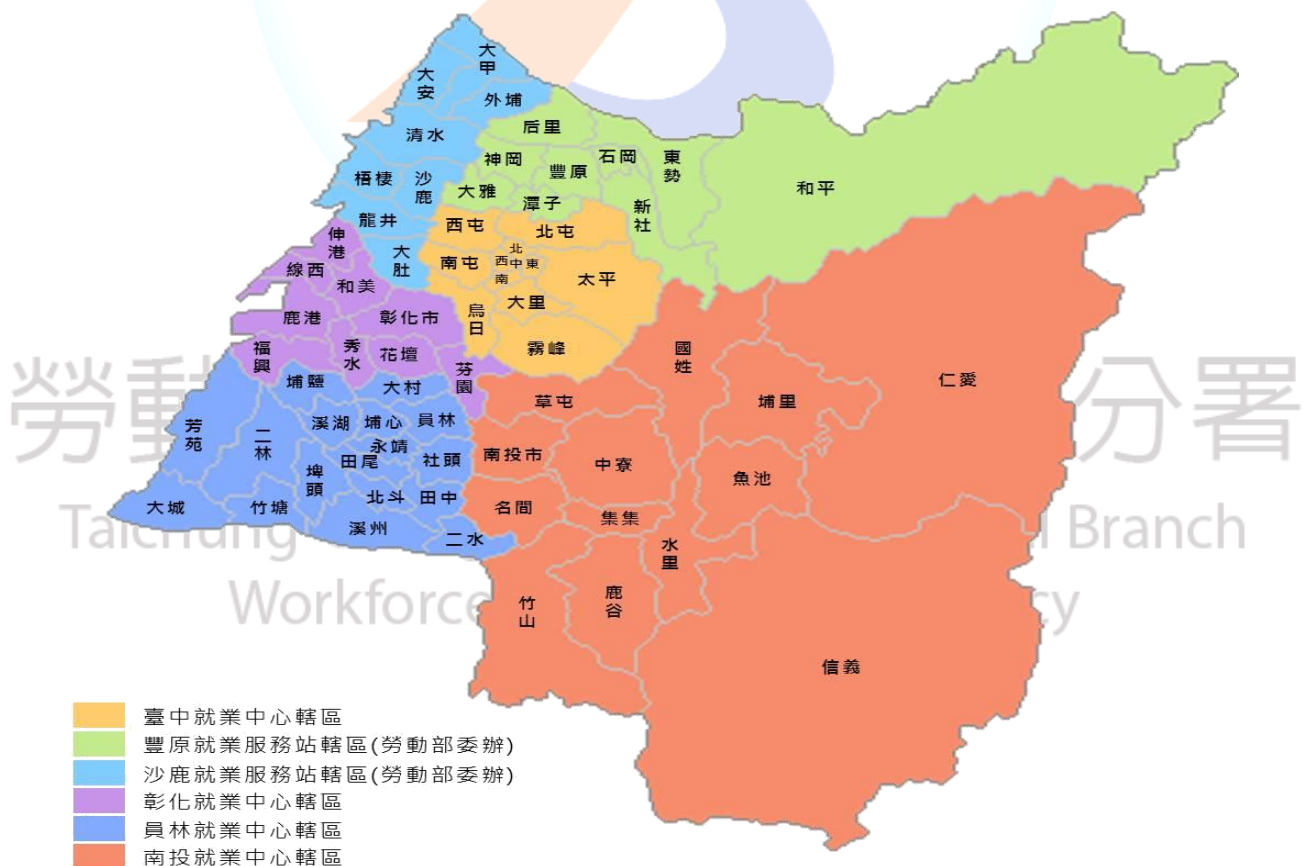 大甲
大安
外埔
清水
后里
神岡
豐原
石岡
東勢
和平
梧棲
沙鹿
大雅
潭子
新社
龍井
西屯
北屯
伸港
大肚
南屯
北
西中東
南
太平
線西
和美
大里
鹿港
彰化市
烏日
霧峰
福興
秀水
花壇
芬園
國姓
仁愛
埔鹽
大村
草屯
埔里
芳苑
二林
溪湖
埔心
員林
永靖
田尾
社頭
南投市
中寮
魚池
埤頭
北斗
田中
名間
集集
大城
竹塘
溪州
二水
水里
竹山
鹿谷
信義
勞動
分署
Taichung
Branch
Workforce
臺中就業中心轄區
豐原就業服務站轄區(勞動部委辦)
沙鹿就業服務站轄區(勞動部委辦)
彰化就業中心轄區
員林就業中心轄區
南投就業中心轄區